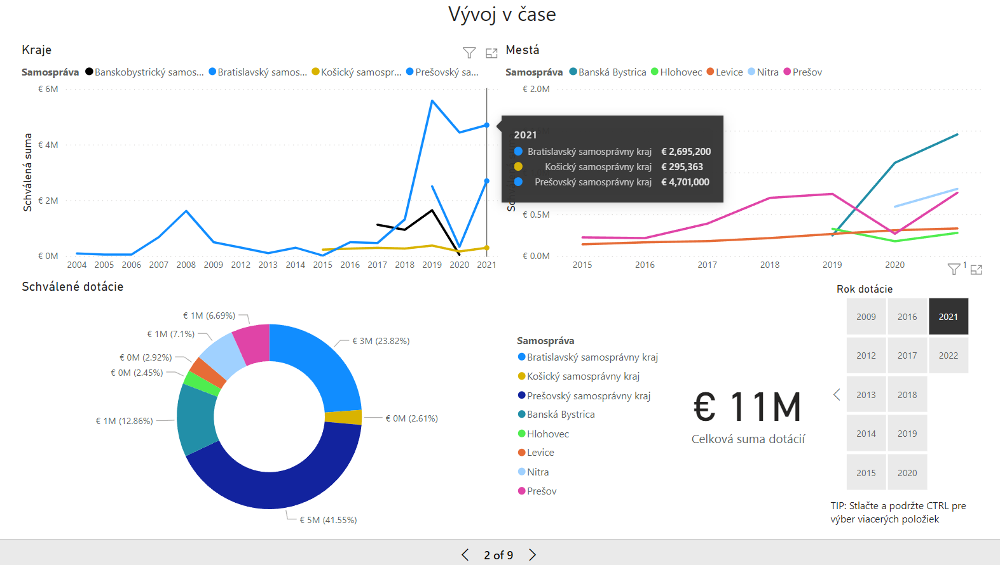 Vývoj v čase
Kraje
Samospráva Banskobystrický samos... Bratislavský samos... Košický samospr... Prešovský sa...
€ 6M
€ 4M
€ 2M
€ 0M
Schválená suma
2004 2005 2006 2007 2008 2009 2012 2013 2014 2015 2016 2017 2018 2019 2020 2021
Mestá
Samospráva Banská Bystrica Hlohovec Levice Nitra Prešov
€ 2.0M
€ 0.5M
€ 0.0M
2015 2016 2017 2018 2019 2020 1
2021
Bratislavský samosprávny kraj € 2,695,200
Košický samosprávny kraj € 295,363
Prešovský samosprávny kraj € 4,701,000
Schválené dotácie
€ 1M (6.69%)
€ 1M (7.1%)
€ 3M (23.82%)
€ 0M (2.92%)
€ 0M (2.45%)
€ 1M (12.86%)
€ 0M (2.61%)
€ 5M (41.55%)
Samospráva
Bratislavský samosprávny kraj
Košický samosprávny kraj
Prešovský samosprávny kraj
Banská Bystrica
Hlohovec
Levice
Nitra
Prešov
€ 11M
Celková suma dotácií
Rok dotácie
2009 2016 2021
2012 2017 2022
2013 2018
2014 2019
2015 2020
TIP: Stlačte a podržte CTRL pre
výber viacerých položiek
2 of 9